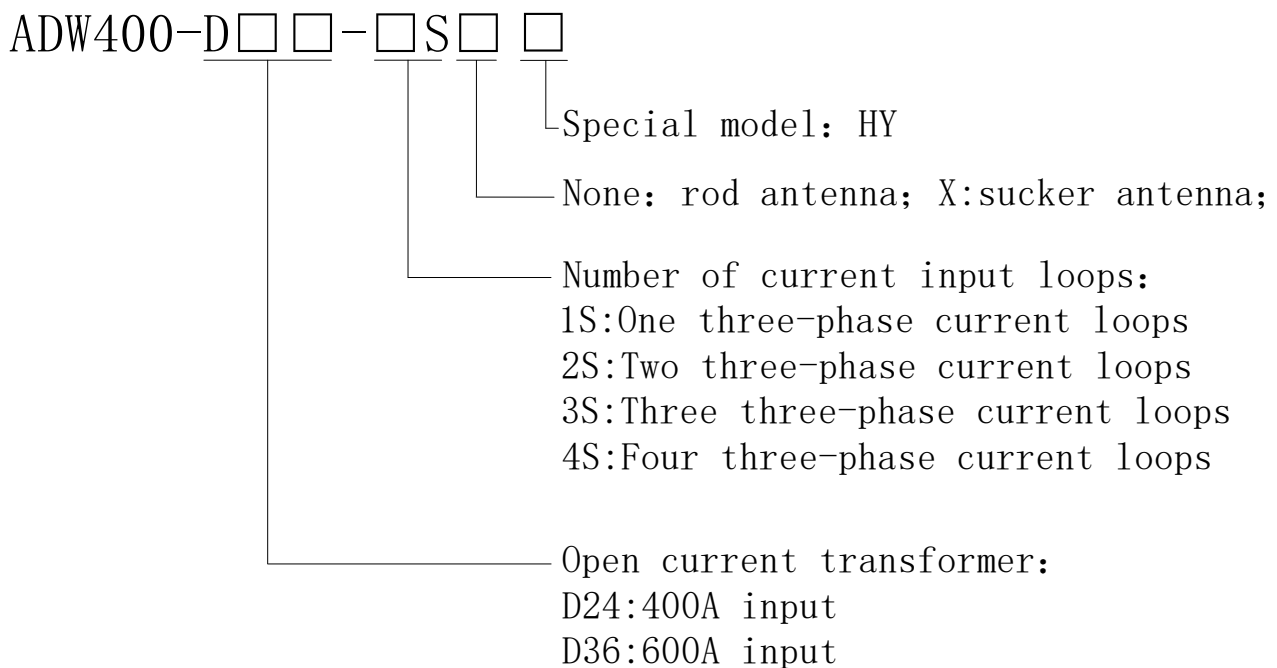 ADW400-D□□-□S□ □
Special model：HY
None：rod antenna；X:sucker antenna；
Number of current input loops：
1S:One three-phase current loops
2S:Two three-phase current loops
3S:Three three-phase current loops
4S:Four three-phase current loops
Open current transformer：
D24:400A input
D36:600A input